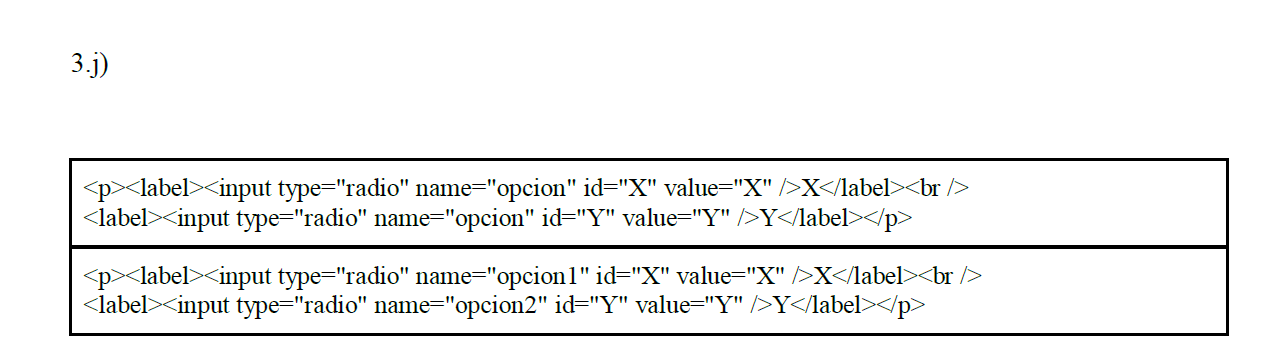 3.j)
<p><label><input type="radio" name="opcion" id="X" value="X" />X</label><br />
<label><input type="radio" name="opcion" id="Y" value="Y" />Y</label></p>
<p><label><input type="radio" name="opcion1" id="X" value="X" />X</label><br />
<label><input type="radio" name="opcion2" id="Y" value="Y" />Y</label></p>